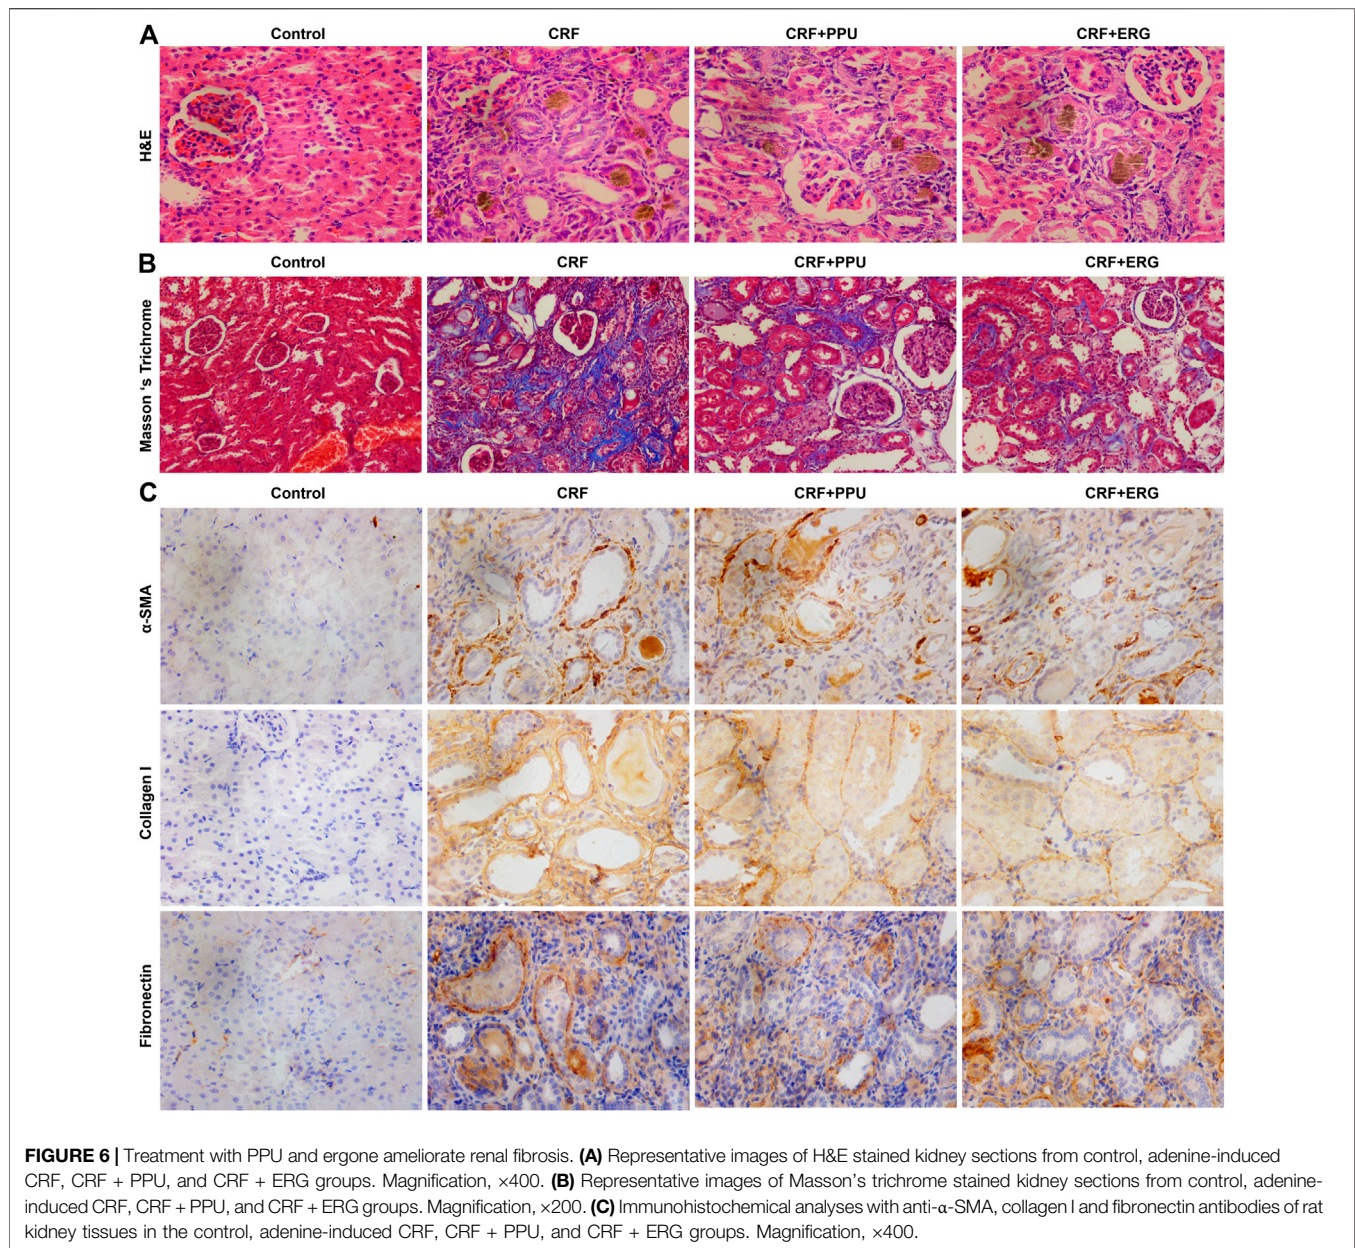 A
Control
CRF
CRF+PPU
CRF+ERG
H&E
B
Control
CRF
CRF+PPU
CRF+ERG
Masson 's Trichrome
C
Control
CRF
CRF+PPU
CRF+ERG
α-SMA
Collagen I
Fibronectin
FIGURE 6 | Treatment with PPU and ergone ameliorate renal fibrosis. (A) Representative images of H&E stained kidney sections from control, adenine-induced
CRF, CRF + PPU, and CRF + ERG groups. Magnification, ×400. (B) Representative images of Masson's trichrome stained kidney sections from control, adenine-
induced CRF, CRF + PPU, and CRF + ERG groups. Magnification, ×200. (C) Immunohistochemical analyses with anti-α-SMA, collagen I and fibronectin antibodies of rat
kidney tissues in the control, adenine-induced CRF, CRF + PPU, and CRF + ERG groups. Magnification, ×400.